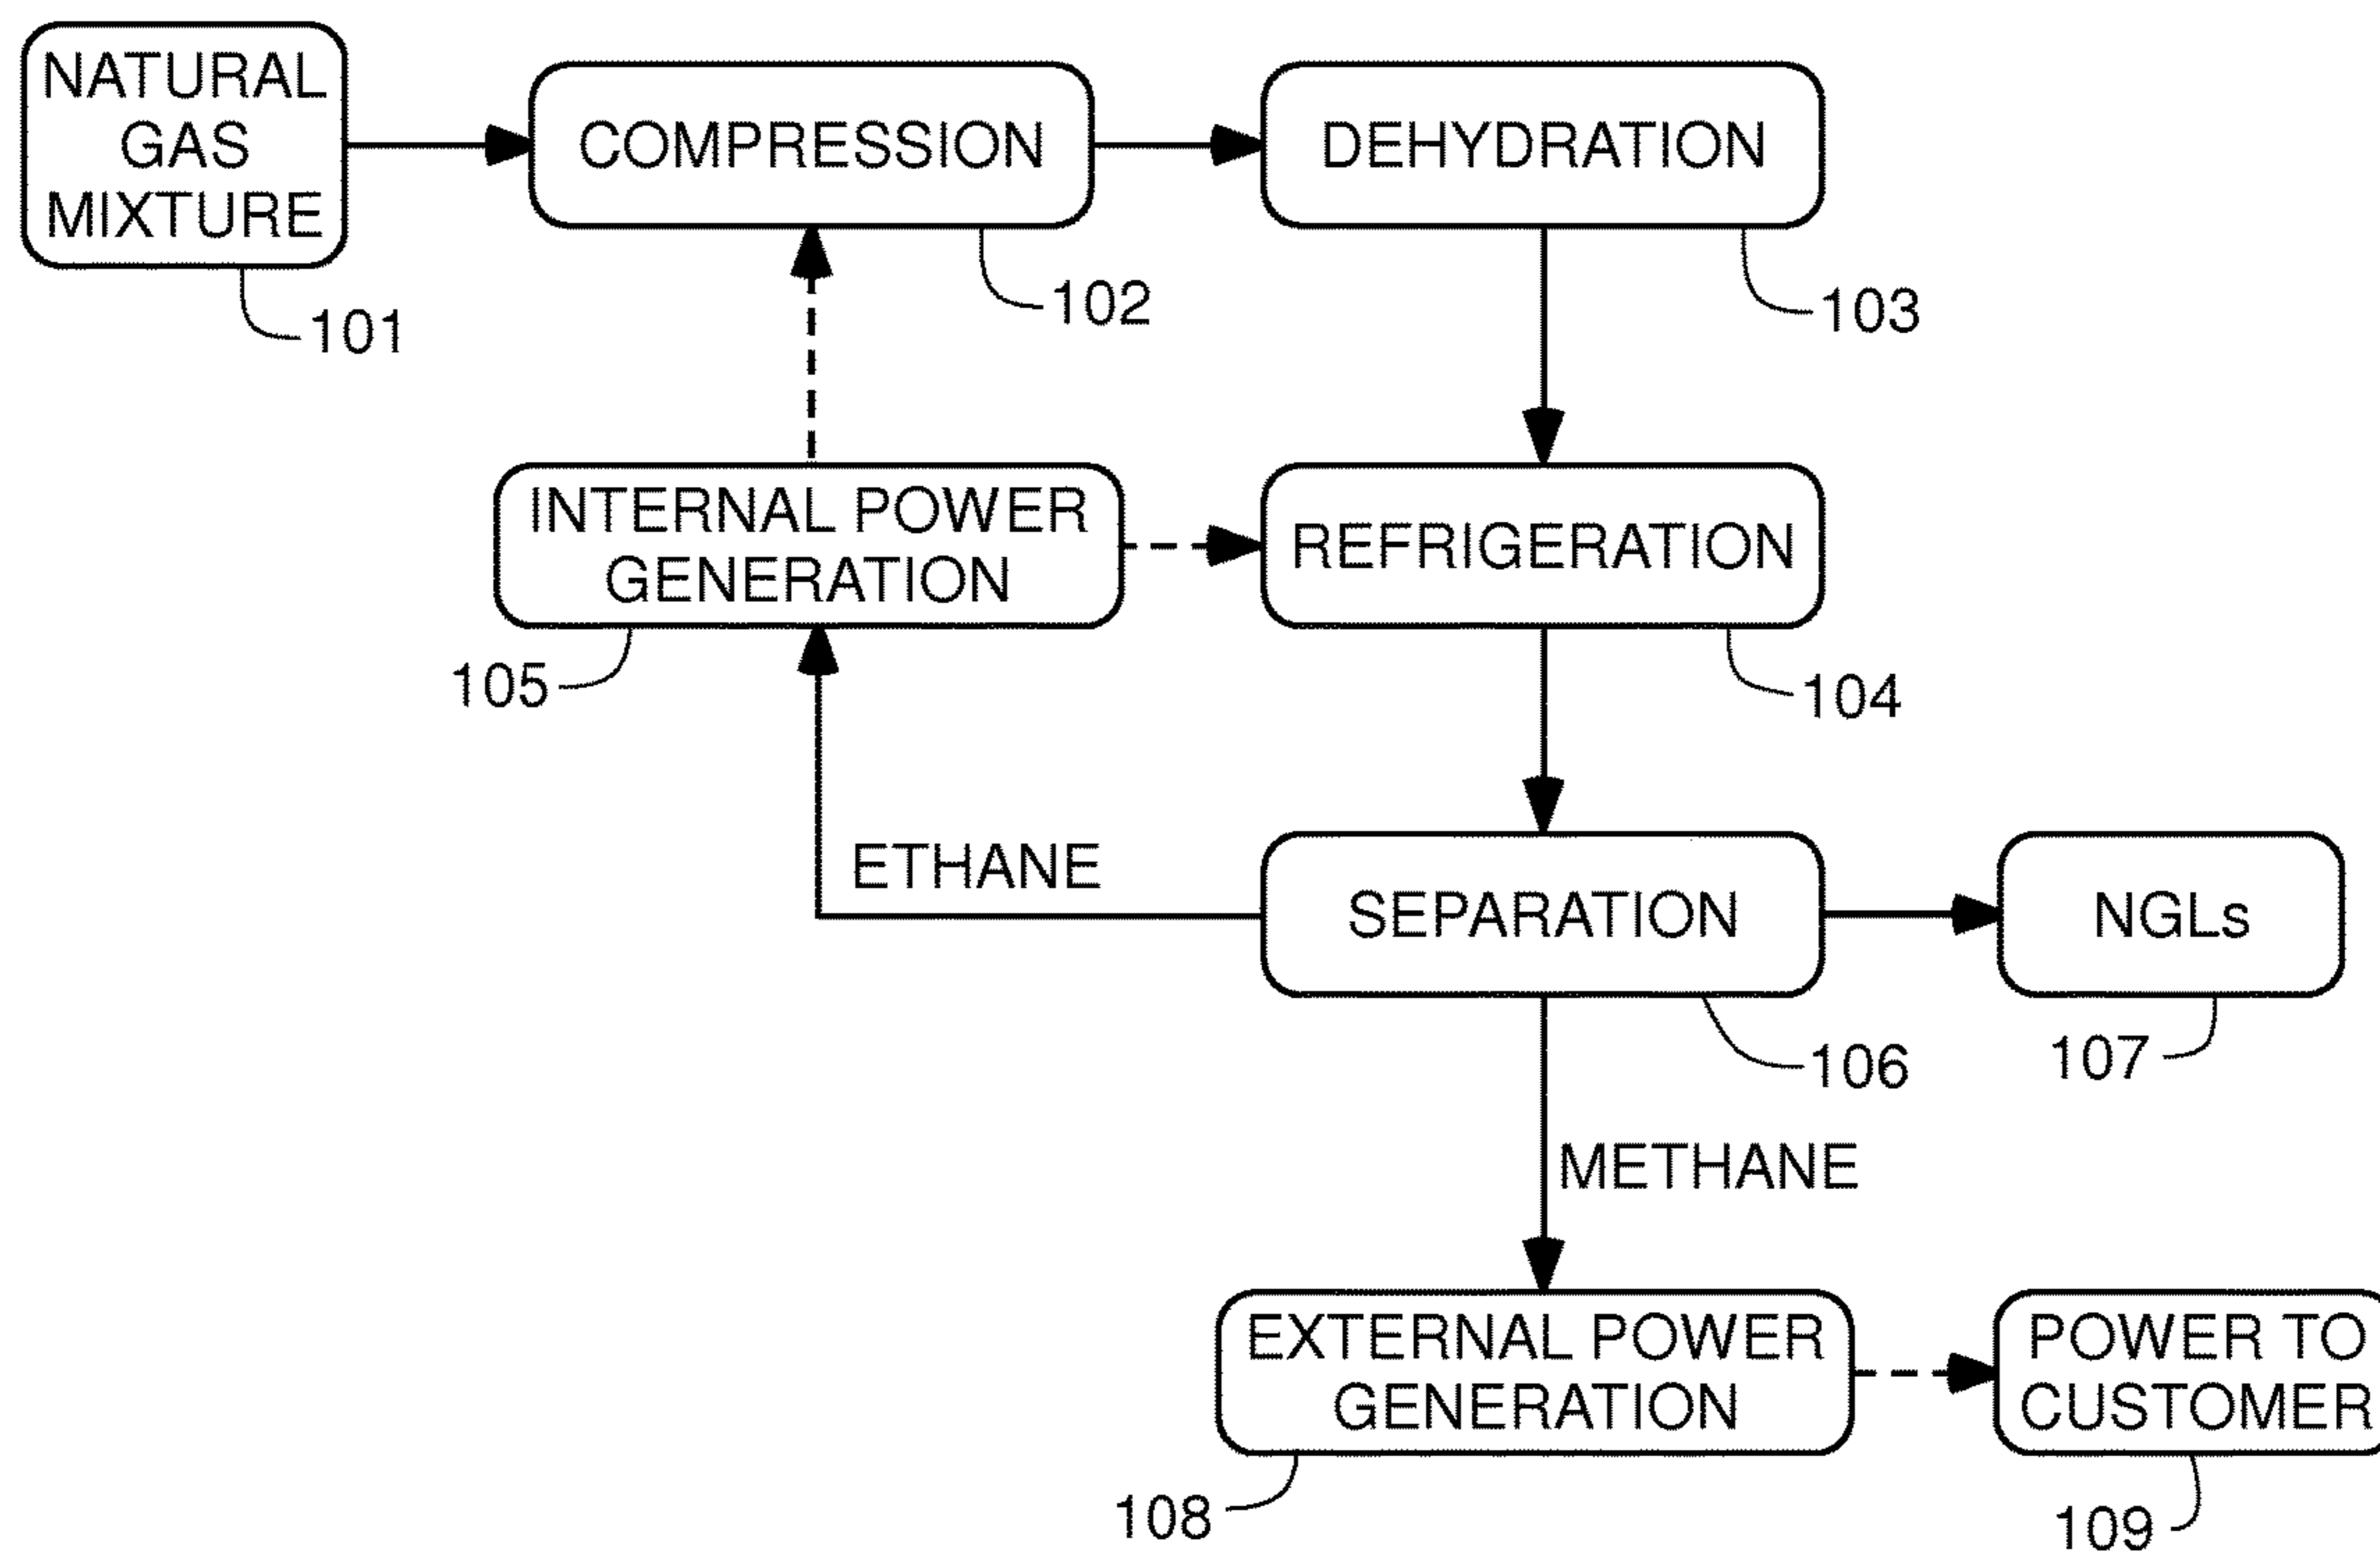 NATURAL
GAS
MIXTURE
COMPRESSION
DEHYDRATION
101
102
103
INTERNAL POWER
GENERATION
REFRIGERATION
105
104
ETHANE
SEPARATION
NGLs
106
107
METHANE
EXTERNAL POWER
GENERATION
POWER TO
CUSTOMER
108
109